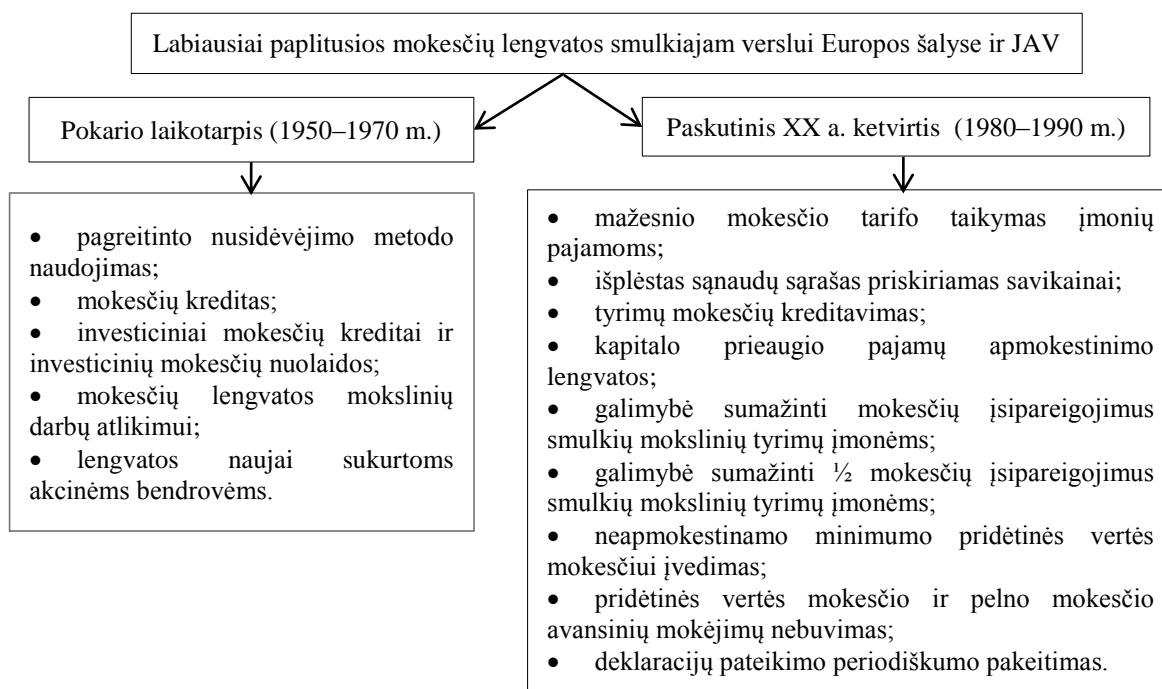 Labiausiai paplitusios mokesčių lengvatos smulkiajam verslui Europos šalyse ir JAV
Pokario laikotarpis (1950–1970 m.)
• pagreitinto nusidėvėjimo metodo
naudojimas;
• mokesčių kreditas;
• investiciniai mokesčių kreditai ir
investicinių mokesčių nuolaidos;
• mokesčių lengvatos mokslinių
darbų atlikimui;
• lengvatos naujai sukurtoms
akcinėms bendrovėms.
Paskutinis XX a. ketvirtis (1980–1990 m.)
• mažesnio mokesčio tarifo taikymas įmonių
pajamoms;
• išplėstas sąnaudų sąrašas priskiriamas savikainai;
• tyrimų mokesčių kreditavimas;
• kapitalo prieaugio pajamų apmokestinimo
lengvatos;
• galimybė sumažinti mokesčių įsipareigojimus
smulkių mokslinių tyrimų įmonėms;
• galimybė sumažinti ½ mokesčių įsipareigojimus
smulkių mokslinių tyrimų įmonėms;
• neapmokestinamo minimumo pridėtinės vertės
mokesčiui įvedimas;
• pridėtinės vertės mokesčio ir pelno mokesčio
avansinių mokėjimų nebuvimas;
• deklaracijų pateikimo periodiškumo pakeitimas.